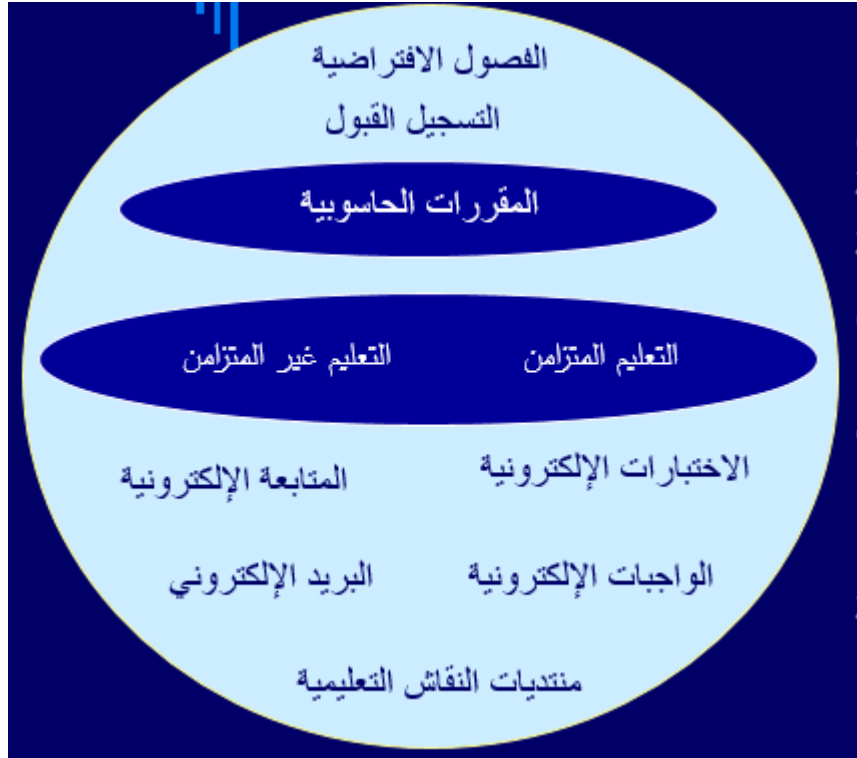 الفصول الافتراضية
التسجيل القبول
المقررات الحاسوبية
التعليم المتزامن التعليم غير المتزامن
الاختبارات الإلكترونية المتابعة الإلكترونية
الواجبات الإلكترونية البريد الإلكتروني
منتديات النقاش التعليمية